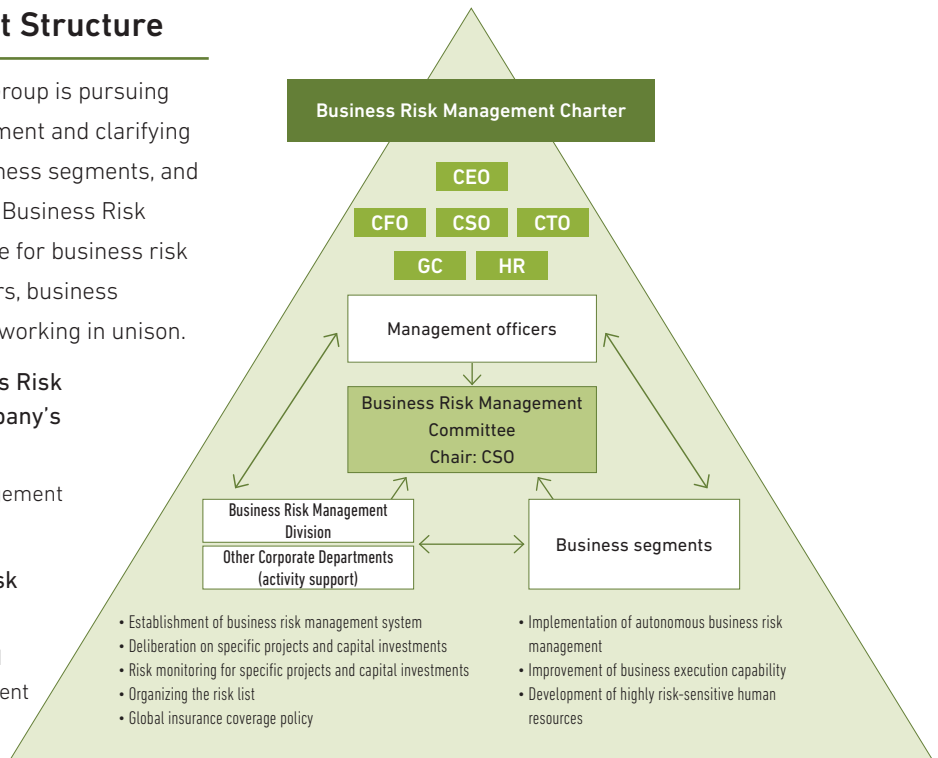 t Structure
roup is pursuing
ment and clarifying
ness segments, and
Business Risk
e for business risk
rs, business
working in unison.
s Risk
pany’s
gement
sk
ent
Business Risk Management Charter
CEO
CFO CSO CTO
GC HR
Management officers
Business Risk Management
Committee
Chair: CSO
Business Risk Management
Division
Other Corporate Departments
(activity support)
Business segments
• Establishment of business risk management system
• Deliberation on specific projects and capital investments
• Risk monitoring for specific projects and capital investments
• Organizing the risk list
• Global insurance coverage policy
• Implementation of autonomous business risk
management
• Improvement of business execution capability
• Development of highly risk-sensitive human
resources